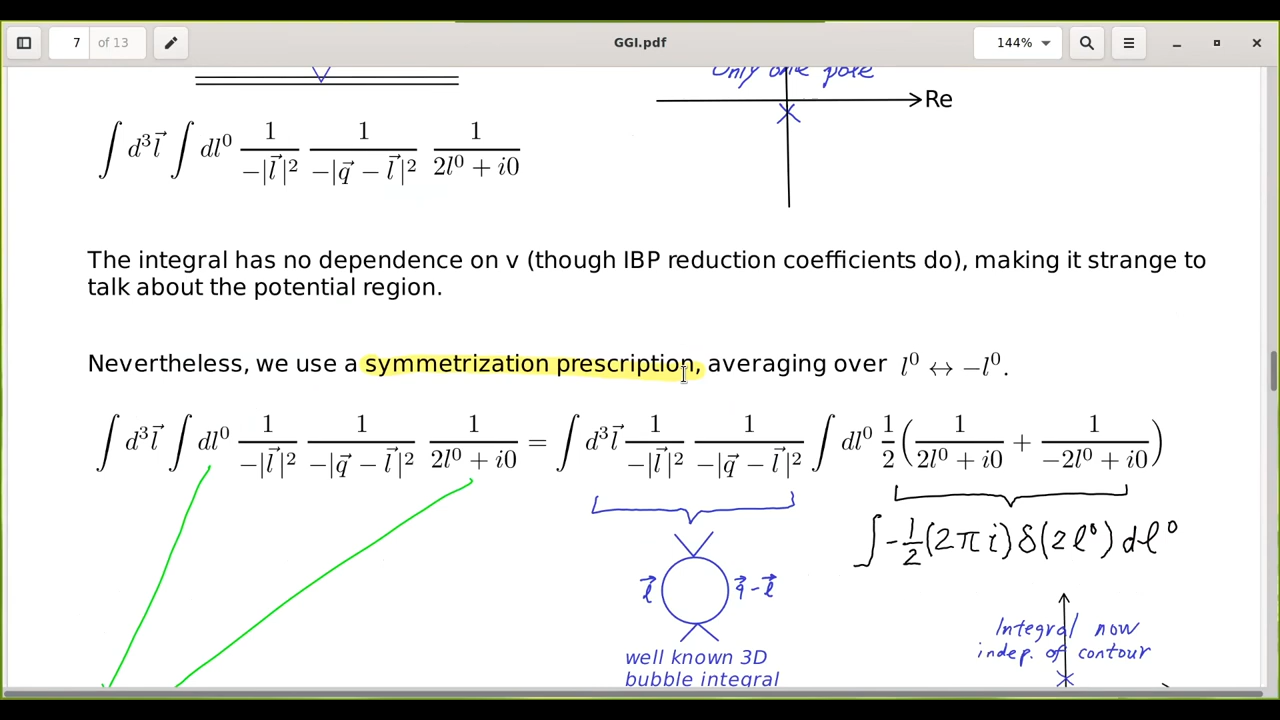 7 of 13
GGI.pdf
144%
Only one pole
Re
∫ d³l⃗ ∫ dl⁰ 1/(−|l⃗|²) 1/(−|q⃗ − l⃗|²) 1/(2l⁰ + i0)
The integral has no dependence on v (though IBP reduction coefficients do), making it strange to
talk about the potential region.
Nevertheless, we use a symmetrization prescription, averaging over l⁰ ↔ −l⁰.
∫ d³l⃗ ∫ dl⁰ 1/(−|l⃗|²) 1/(−|q⃗ − l⃗|²) 1/(2l⁰ + i0) = ∫ d³l⃗ 1/(−|l⃗|²) 1/(−|q⃗ − l⃗|²) ∫ dl⁰ 1/2 (1/(2l⁰ + i0) + 1/(−2l⁰ + i0))
∫ −1/2 (2πi) δ(2l⁰) dl⁰
l⃗ q⃗−l⃗
Integral now
indep. of contour
well known 3D
bubble integral